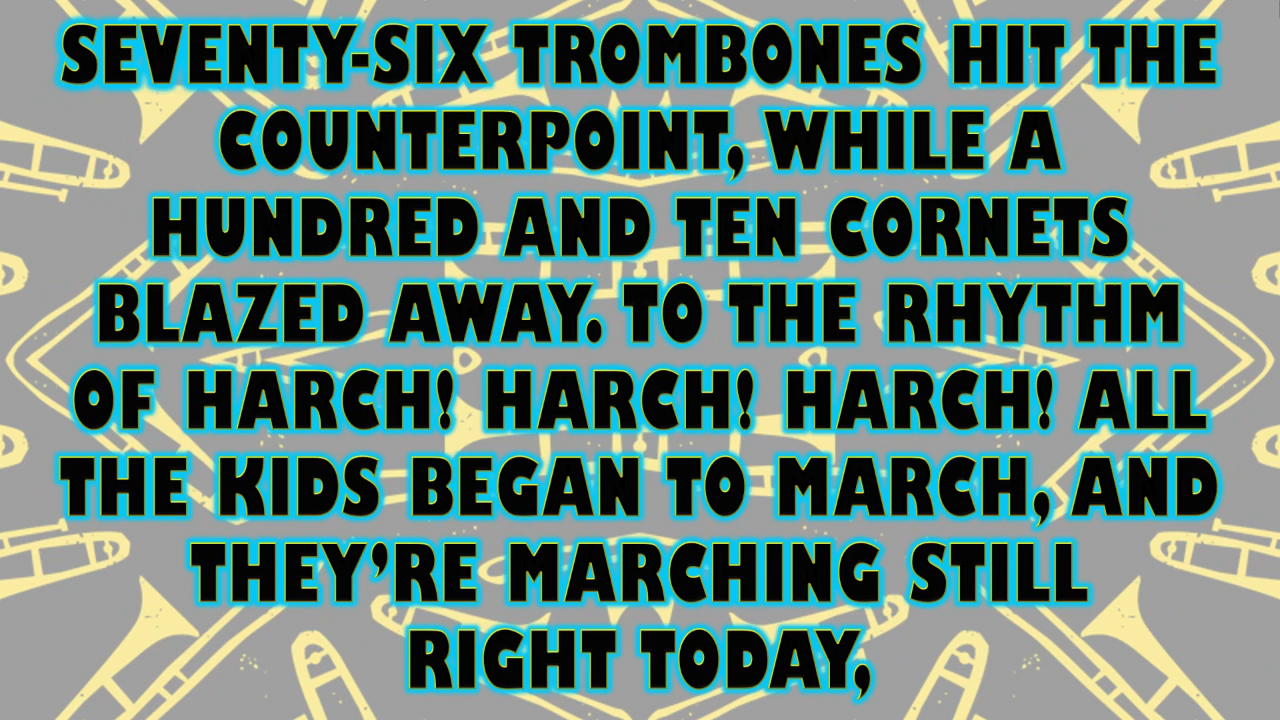 SEVENTY-SIX TROMBONES HIT THE
COUNTERPOINT, WHILE A
HUNDRED AND TEN CORNETS
BLAZED AWAY. TO THE RHYTHM
OF HARCH! HARCH! HARCH! ALL
THE KIDS BEGAN TO MARCH, AND
THEY’RE MARCHING STILL
RIGHT TODAY,